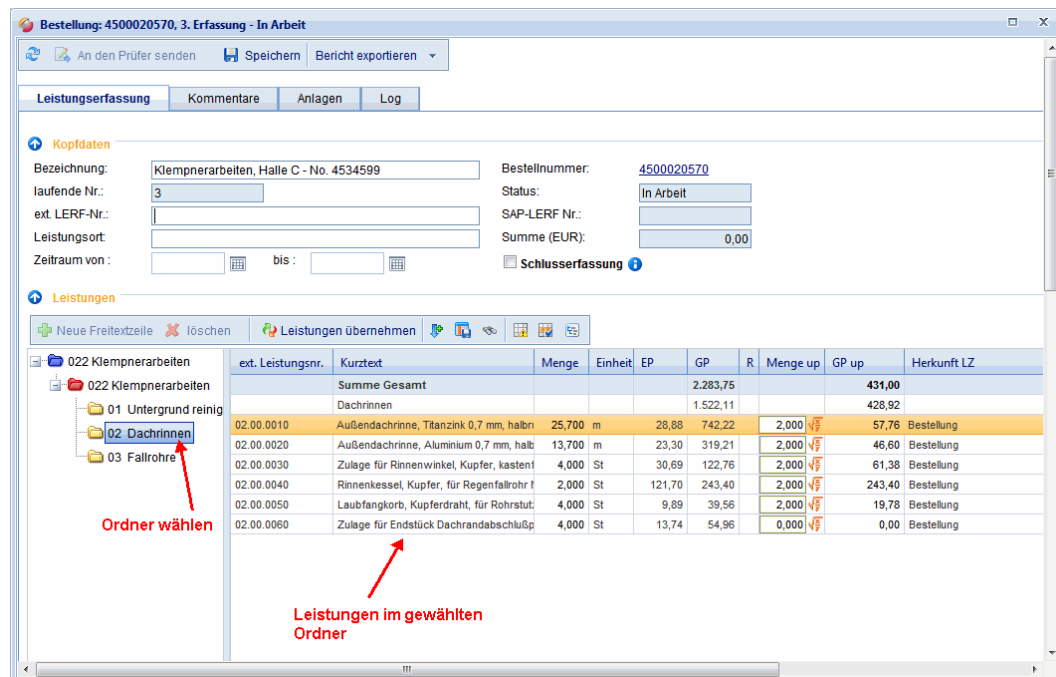 Bestellung: 4500020570, 3. Erfassung - In Arbeit
An den Prüfer senden Speichern Bericht exportieren
Leistungserfassung Kommentare Anlagen Log
Kopfdaten
Bezeichnung: Klempnerarbeiten, Halle C - No. 4534599 Bestellnummer: 4500020570
laufende Nr.: 3 Status: In Arbeit
ext. LERF-Nr.: SAP-LERF Nr.:
Leistungsort: Summe (EUR): 0,00
Zeitraum von : bis : Schlusserfassung
Leistungen
Neue Freitextzeile löschen Leistungen übernehmen
022 Klempnerarbeiten
022 Klempnerarbeiten
01 Untergrund reinig
02 Dachrinnen
03 Fallrohre
Ordner wählen
ext. Leistungsnr. Kurztext Menge Einheit EP GP R Menge up GP up Herkunft LZ
Summe Gesamt 2.283,75 431,00
Dachrinnen 1.522,11 428,92
02.00.0010 Außendachrinne, Titanzink 0,7 mm, halbr 25,700 m 28,88 742,22 2,000 57,76 Bestellung
02.00.0020 Außendachrinne, Aluminium 0,7 mm, halb 13,700 m 23,30 319,21 2,000 46,60 Bestellung
02.00.0030 Zulage für Rinnenwinkel, Kupfer, kastenf 4,000 St 30,69 122,76 2,000 61,38 Bestellung
02.00.0040 Rinnenkessel, Kupfer, für Regenfallrohr 2,000 St 121,70 243,40 2,000 243,40 Bestellung
02.00.0050 Laubfangkorb, Kupferdraht, für Rohrstut 4,000 St 9,89 39,56 2,000 19,78 Bestellung
02.00.0060 Zulage für Endstück Dachrandabschlußp 4,000 St 13,74 54,96 0,000 0,00 Bestellung
Leistungen im gewählten
Ordner